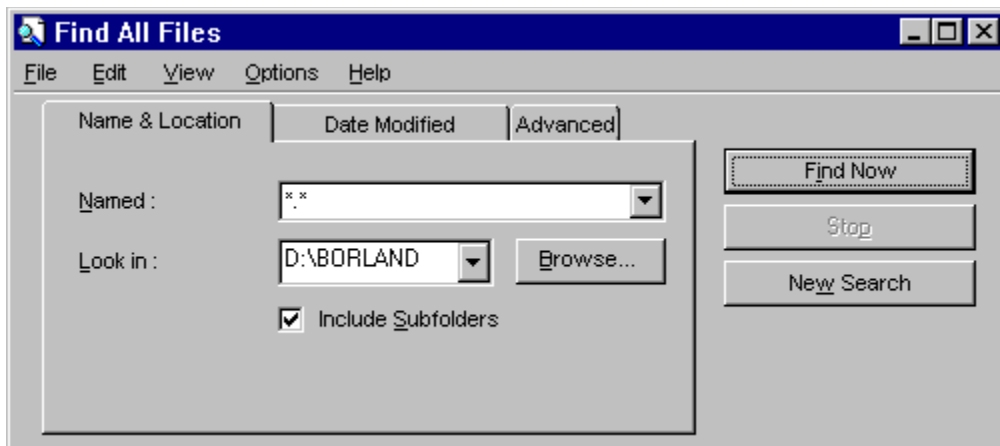 Find All Files
File Edit View Options Help
Name & Location Date Modified Advanced
Named : *.*
Look in : D:\BORLAND Browse...
Include Subfolders
Find Now
Stop
New Search